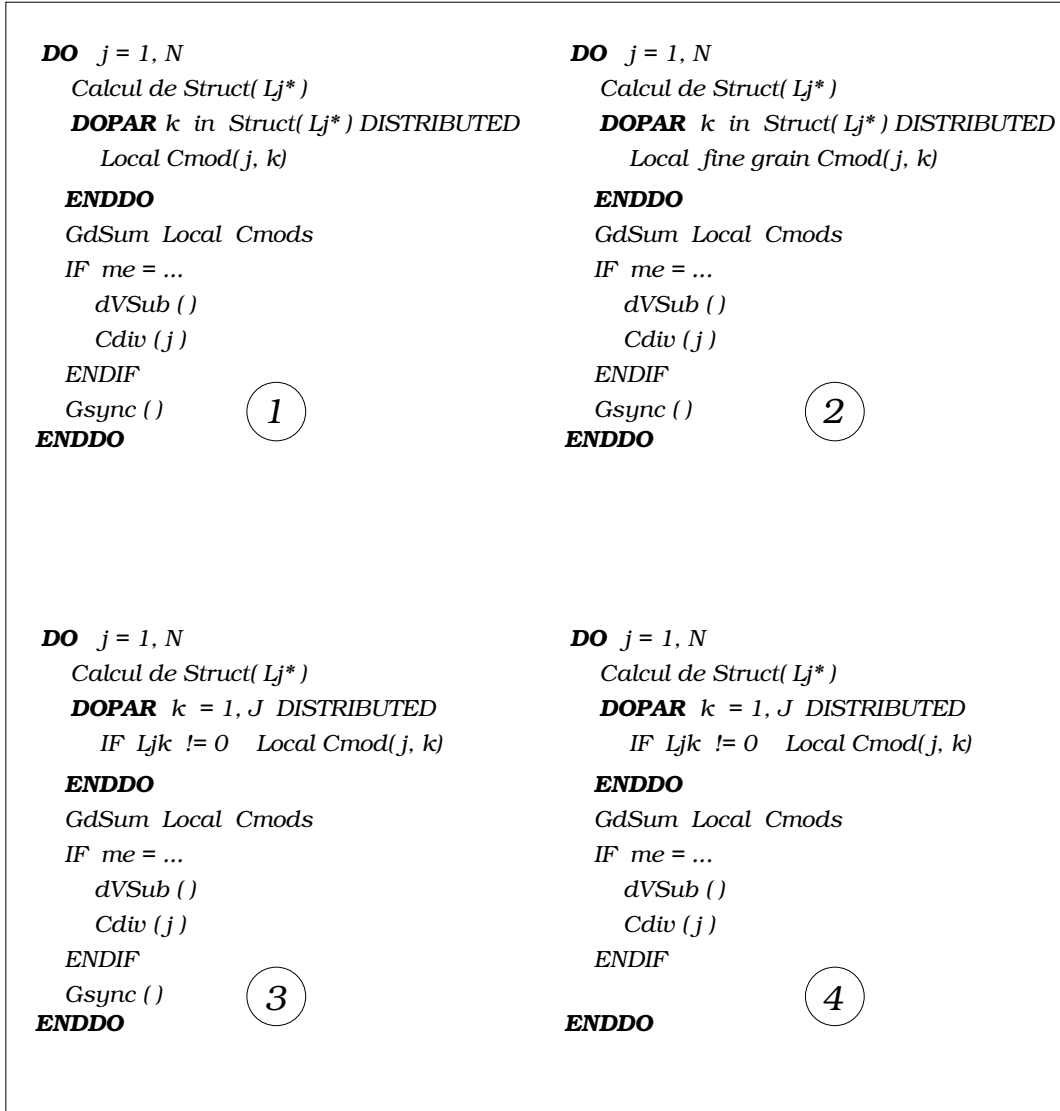 DO j = 1, N
Calcul de Struct( Lj* )
DOPAR k in Struct( Lj* ) DISTRIBUTED
Local Cmod( j, k)
ENDDO
GdSum Local Cmods
IF me = ...
dVSub ( )
Cdiv ( j )
ENDIF
Gsync ( )
1
ENDDO
DO j = 1, N
Calcul de Struct( Lj* )
DOPAR k in Struct( Lj* ) DISTRIBUTED
Local fine grain Cmod( j, k)
ENDDO
GdSum Local Cmods
IF me = ...
dVSub ( )
Cdiv ( j )
ENDIF
Gsync ( )
2
ENDDO
DO j = 1, N
Calcul de Struct( Lj* )
DOPAR k = 1, J DISTRIBUTED
IF Ljk != 0 Local Cmod( j, k)
ENDDO
GdSum Local Cmods
IF me = ...
dVSub ( )
Cdiv ( j )
ENDIF
Gsync ( )
3
ENDDO
DO j = 1, N
Calcul de Struct( Lj* )
DOPAR k = 1, J DISTRIBUTED
IF Ljk != 0 Local Cmod( j, k)
ENDDO
GdSum Local Cmods
IF me = ...
dVSub ( )
Cdiv ( j )
ENDIF
4
ENDDO